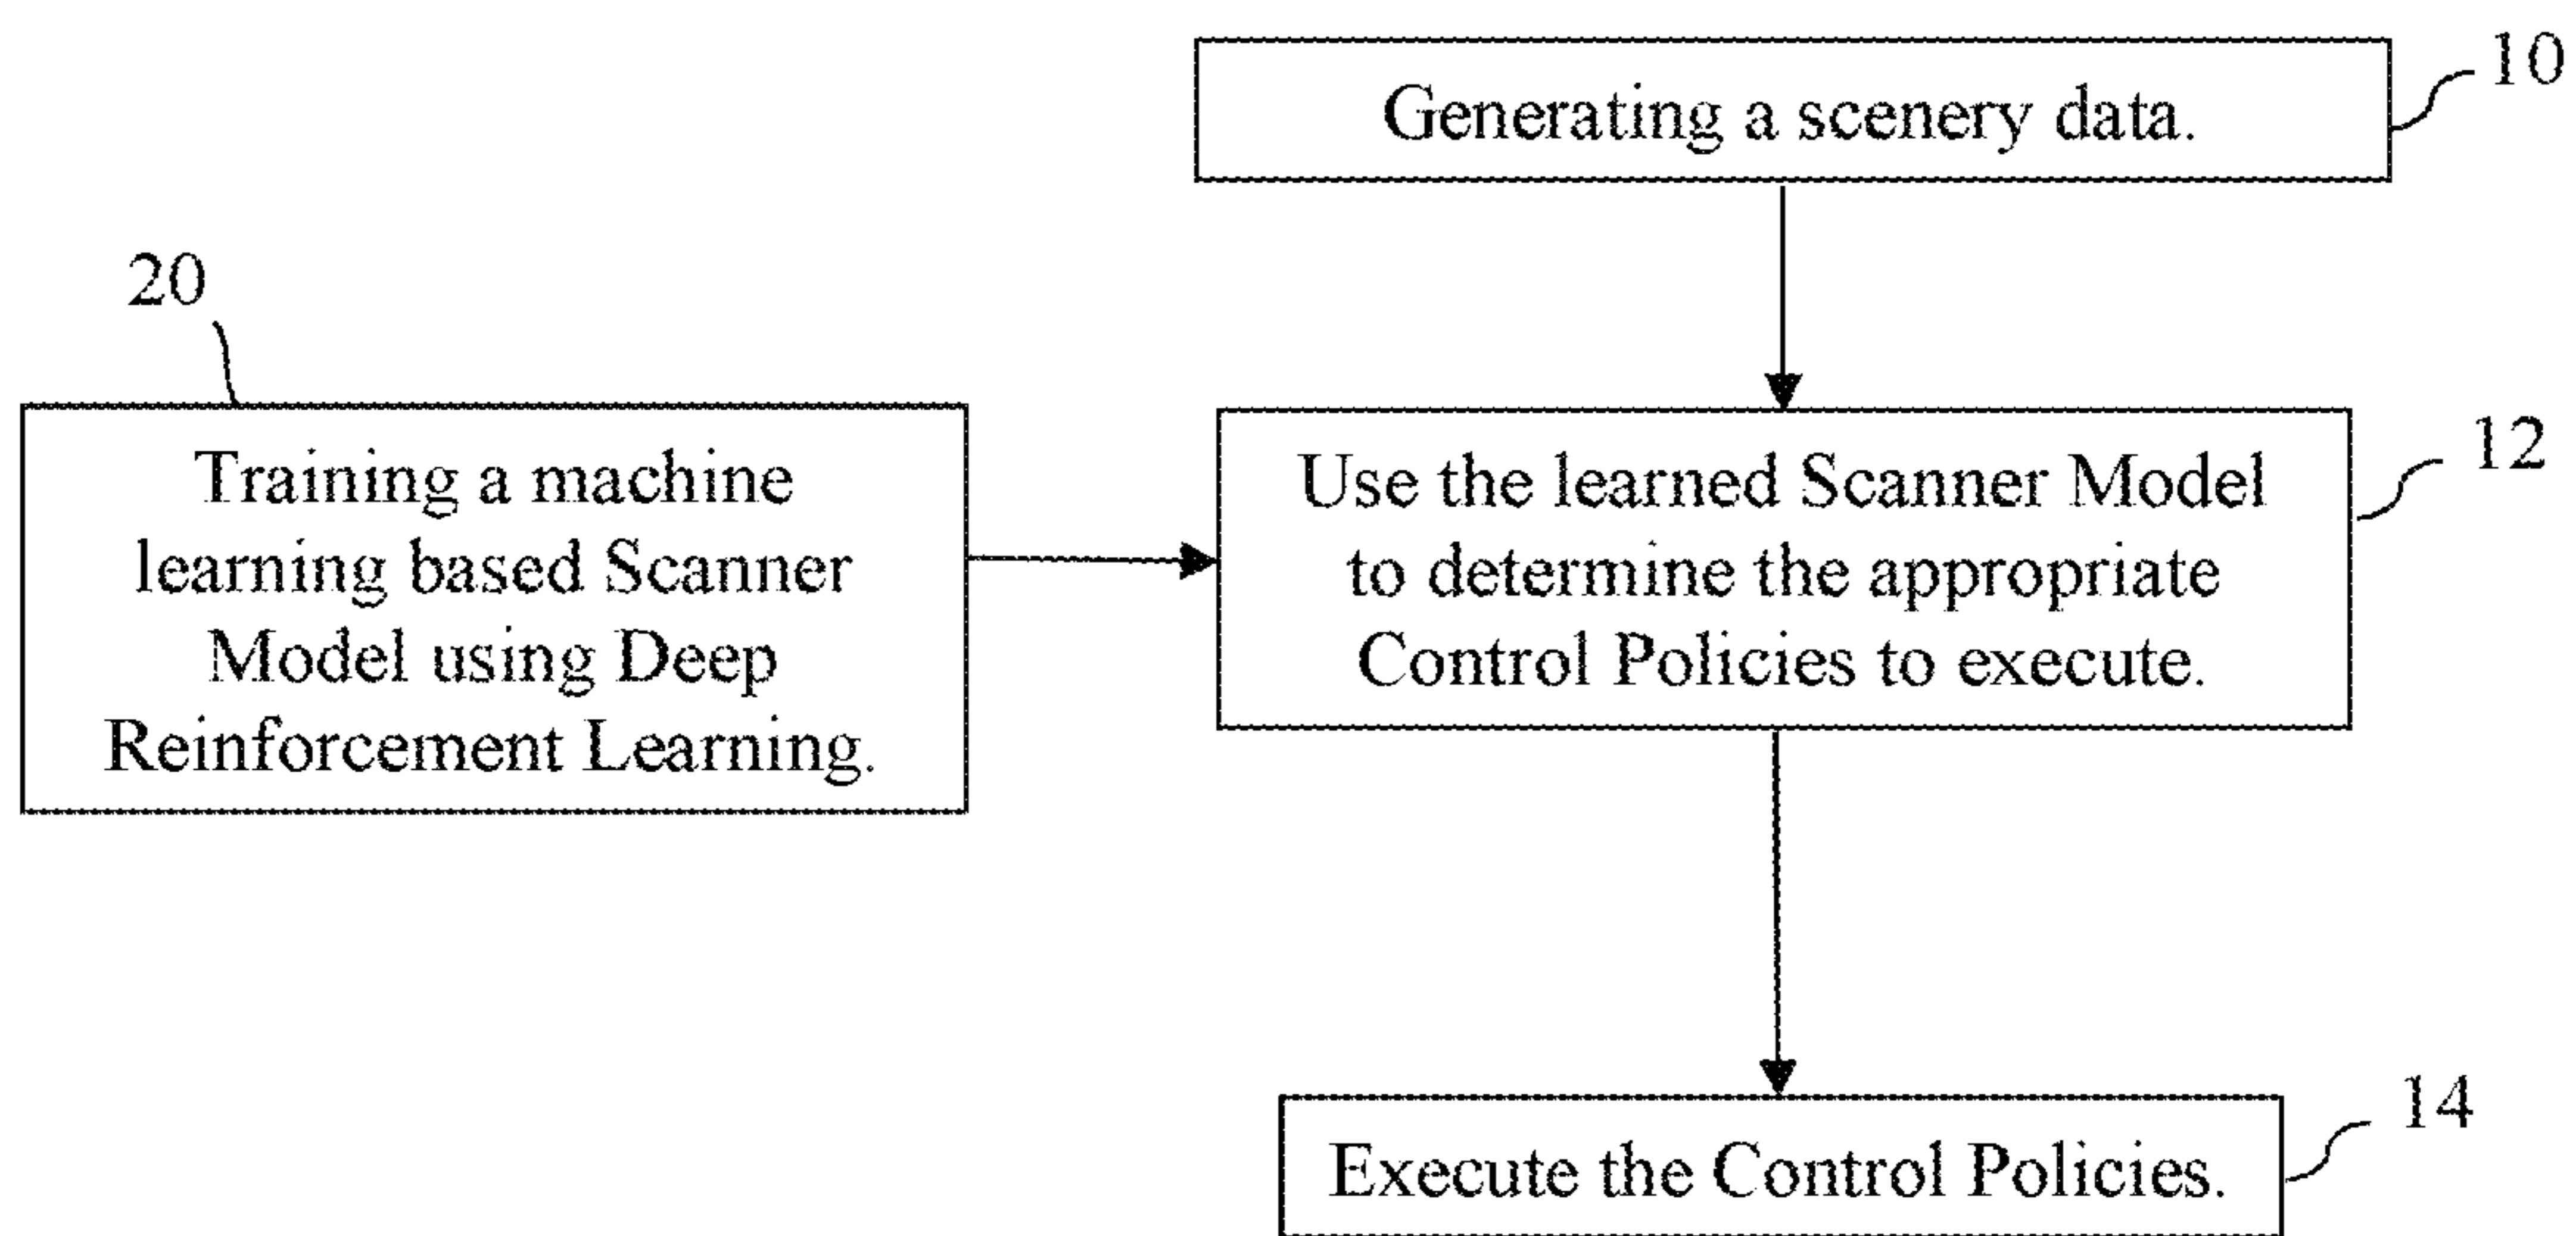 Generating a scenery data.
10
20
Training a machine
learning based Scanner
Model using Deep
Reinforcement Learning.
Use the learned Scanner Model
to determine the appropriate
Control Policies to execute.
12
Execute the Control Policies.
14